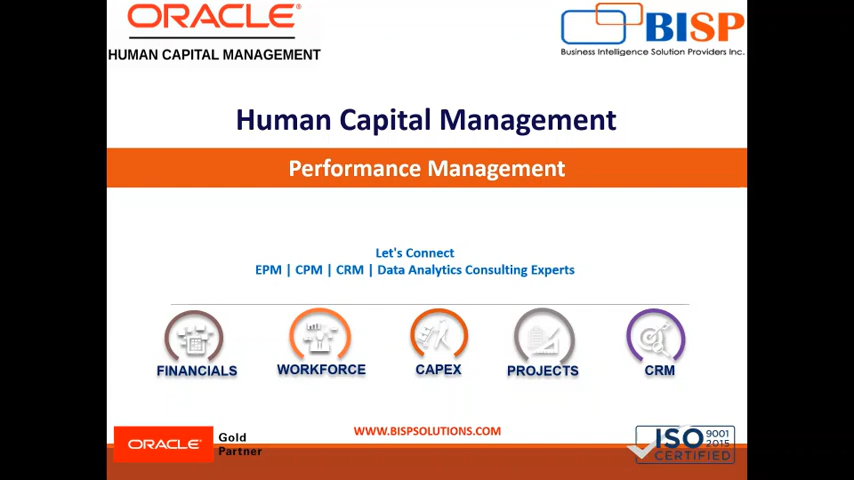 ORACLE
HUMAN CAPITAL MANAGEMENT
BISP
Business Intelligence Solution Providers Inc.
Human Capital Management
Performance Management
Let's Connect
EPM | CPM | CRM | Data Analytics Consulting Experts
FINANCIALS
WORKFORCE
CAPEX
PROJECTS
CRM
ORACLE
Gold
Partner
WWW.BISPSOLUTIONS.COM
ISO 9001
2015
CERTIFIED